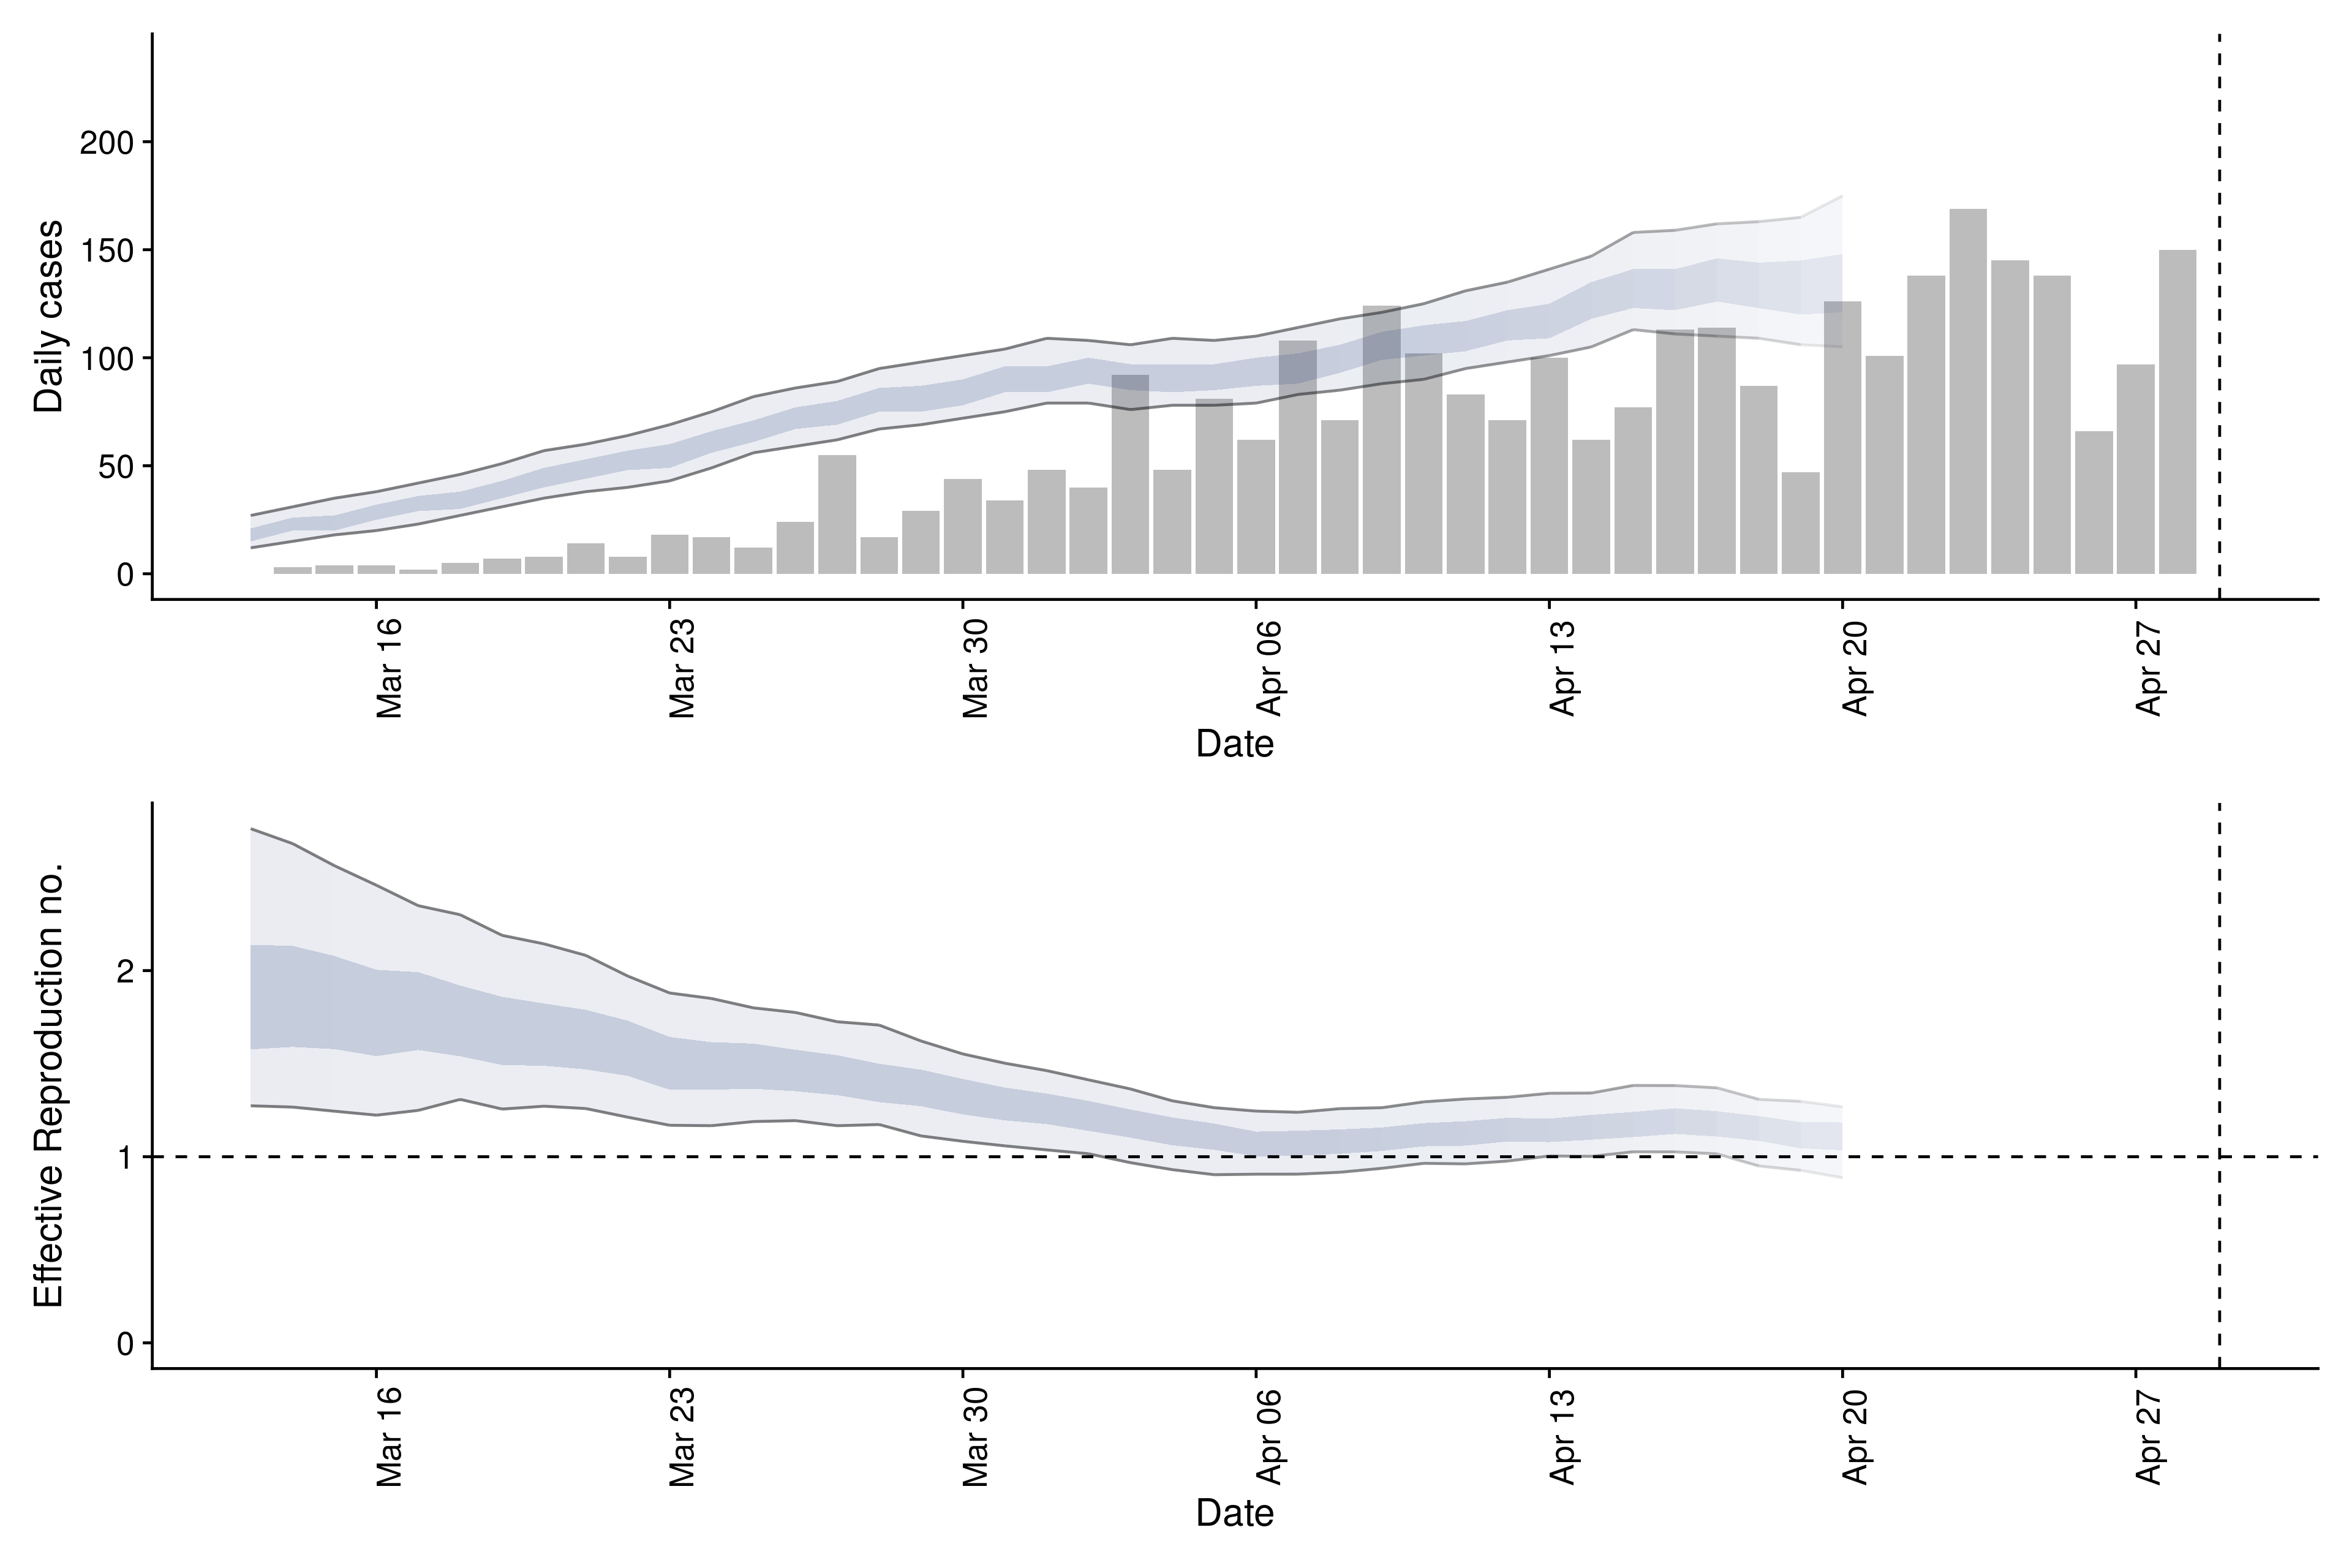 Daily cases
200
150
100
50
0
Mar 16
Mar 23
Mar 30
Apr 06
Apr 13
Apr 20
Apr 27
Date
Effective Reproduction no.
2
1
0
Mar 16
Mar 23
Mar 30
Apr 06
Apr 13
Apr 20
Apr 27
Date